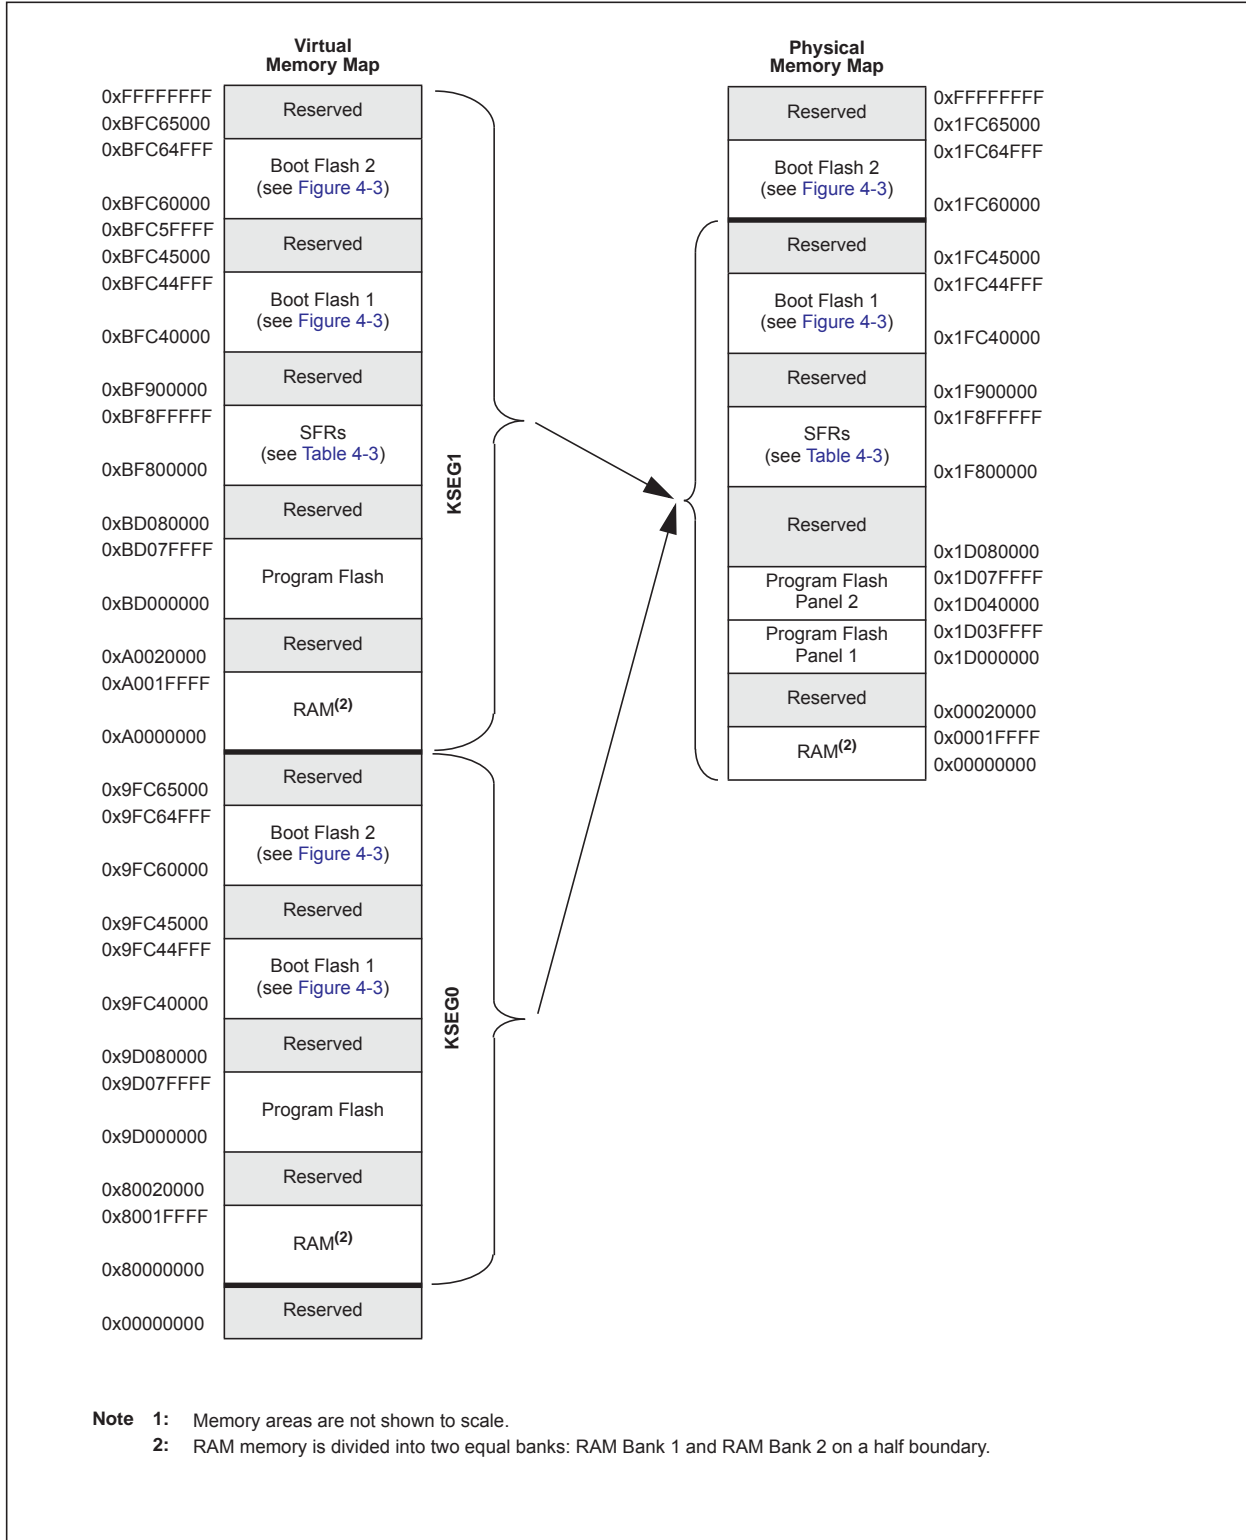 Virtual
Memory Map
0xFFFFFFFF
Reserved
0xBFC65000
0xBFC64FFF
Boot Flash 2
(see Figure 4-3)
0xBFC60000
0xBFC5FFFF
Reserved
0xBFC45000
0xBFC44FFF
Boot Flash 1
(see Figure 4-3)
0xBFC40000
Reserved
0xBF900000
0xBF8FFFFF
SFRs
(see Table 4-3)
0xBF800000
Reserved
0xBD080000
0xBD07FFFF
Program Flash
0xBD000000
Reserved
0xA0020000
0xA001FFFF
RAM(2)
0xA0000000
KSEG1
Reserved
0x9FC65000
0x9FC64FFF
Boot Flash 2
(see Figure 4-3)
0x9FC60000
Reserved
0x9FC45000
0x9FC44FFF
Boot Flash 1
(see Figure 4-3)
0x9FC40000
Reserved
0x9D080000
0x9D07FFFF
Program Flash
0x9D000000
Reserved
0x80020000
0x8001FFFF
RAM(2)
0x80000000
KSEG0
Reserved
0x00000000
Physical
Memory Map
0xFFFFFFFF
Reserved
0x1FC65000
0x1FC64FFF
Boot Flash 2
(see Figure 4-3)
0x1FC60000
Reserved
0x1FC45000
0x1FC44FFF
Boot Flash 1
(see Figure 4-3)
0x1FC40000
Reserved
0x1F900000
0x1F8FFFFF
SFRs
(see Table 4-3)
0x1F800000
Reserved
0x1D080000
0x1D07FFFF
Program Flash
Panel 2
0x1D040000
0x1D03FFFF
Program Flash
Panel 1
0x1D000000
Reserved
0x00020000
0x0001FFFF
RAM(2)
0x00000000
Note 1: Memory areas are not shown to scale.
2: RAM memory is divided into two equal banks: RAM Bank 1 and RAM Bank 2 on a half boundary.